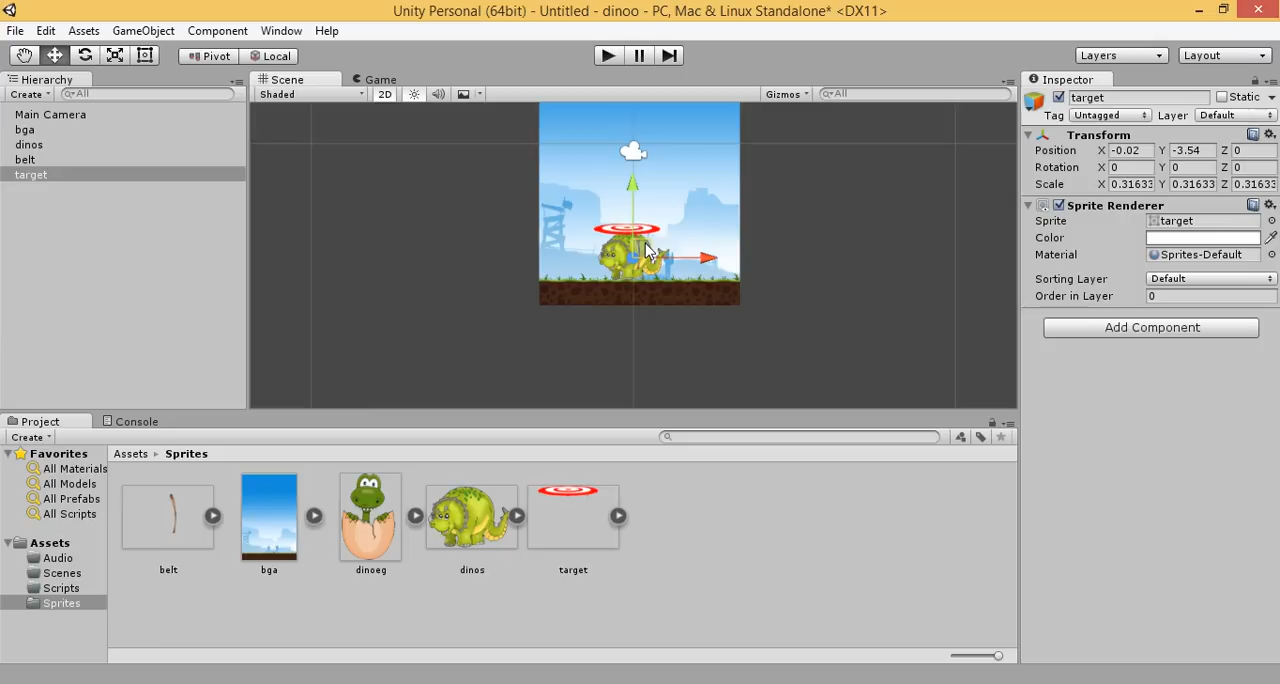 Unity Personal (64bit) - Untitled - dinoo - PC, Mac & Linux Standalone* <DX11>
File Edit Assets GameObject Component Window Help
Pivot Local Layers Layout
Hierarchy
Create All
Main Camera
bga
dinos
belt
target
Scene Game
Shaded 2D Gizmos All
Inspector
target Static
Tag Untagged Layer Default
Transform
Position X -0.02 Y -3.54 Z 0
Rotation X 0 Y 0 Z 0
Scale X 0.31633 Y 0.31633 Z 0.31633
Sprite Renderer
Sprite target
Color
Material Sprites-Default
Sorting Layer Default
Order in Layer 0
Add Component
Project Console
Create
Favorites
All Materials
All Models
All Prefabs
All Scripts
Assets
Audio
Scenes
Scripts
Sprites
Assets Sprites
belt bga dinoeg dinos target